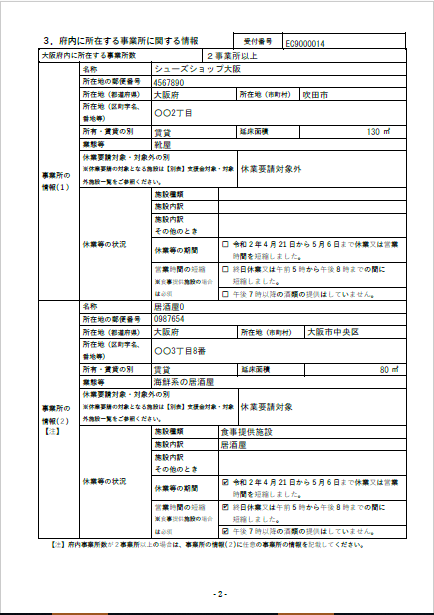 3．府内に所在する事業所に関する情報
受付番号 EC9000014
大阪府内に所在する事業所数 2事業所以上
事業所の情報(1)
名称 シューズショップ大阪
所在地の郵便番号 4567890
所在地（都道府県） 大阪府 所在地（市町村） 吹田市
所在地（区町字名、番地等） 〇〇2丁目
所有・賃貸の別 賃貸 延床面積 130 ㎡
業態等 靴屋
休業要請対象・対象外の別
※休業要請の対象となる施設は【別表】支援金対象・対象外施設一覧をご参照ください。
休業要請対象外
休業等の状況
施設種類
施設内訳
施設内訳
その他のとき
休業等の期間 □ 令和2年4月21日から5月6日まで休業又は営業
時間を短縮しました。
営業時間の短縮 □ 終日休業又は午前5時から午後8時までの間に
※食事提供施設の場合 短縮しました。
は必須 □ 午後7時以降の酒類の提供はしていません。
事業所の情報(2)
【注】
名称 居酒屋O
所在地の郵便番号 0987654
所在地（都道府県） 大阪府 所在地（市町村） 大阪市中央区
所在地（区町字名、番地等） 〇〇3丁目8番
所有・賃貸の別 賃貸 延床面積 80 ㎡
業態等 海鮮系の居酒屋
休業要請対象・対象外の別
※休業要請の対象となる施設は【別表】支援金対象・対象外施設一覧をご参照ください。
休業要請対象
休業等の状況
施設種類 食事提供施設
施設内訳 居酒屋
施設内訳
その他のとき
休業等の期間 ☑ 令和2年4月21日から5月6日まで休業又は営業
時間を短縮しました。
営業時間の短縮 ☑ 終日休業又は午前5時から午後8時までの間に
※食事提供施設の場合 短縮しました。
は必須 ☑ 午後7時以降の酒類の提供はしていません。
【注】府内事業所数が2事業所以上の場合は、事業所の情報(2)に任意の事業所の情報を記載してください。
- 2 -